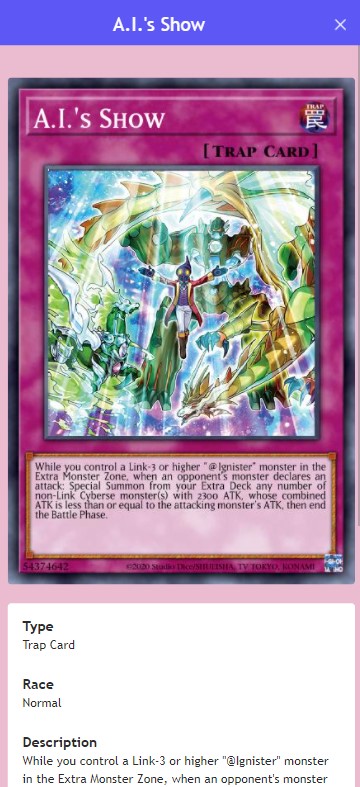 A.I.'s Show
A.I.'s Show
TRAP
罠
[TRAP CARD]
While you control a Link-3 or higher "@Ignister" monster in the
Extra Monster Zone, when an opponent's monster declares an
attack: Special Summon from your Extra Deck any number of
non-Link Cyberse monster(s) with 2300 ATK, whose combined
ATK is less than or equal to the attacking monster's ATK, then end
the Battle Phase.
54374642
©2020 Studio Dice/SHUEISHA, TV TOKYO, KONAMI
Type
Trap Card
Race
Normal
Description
While you control a Link-3 or higher "@Ignister" monster
in the Extra Monster Zone, when an opponent's monster